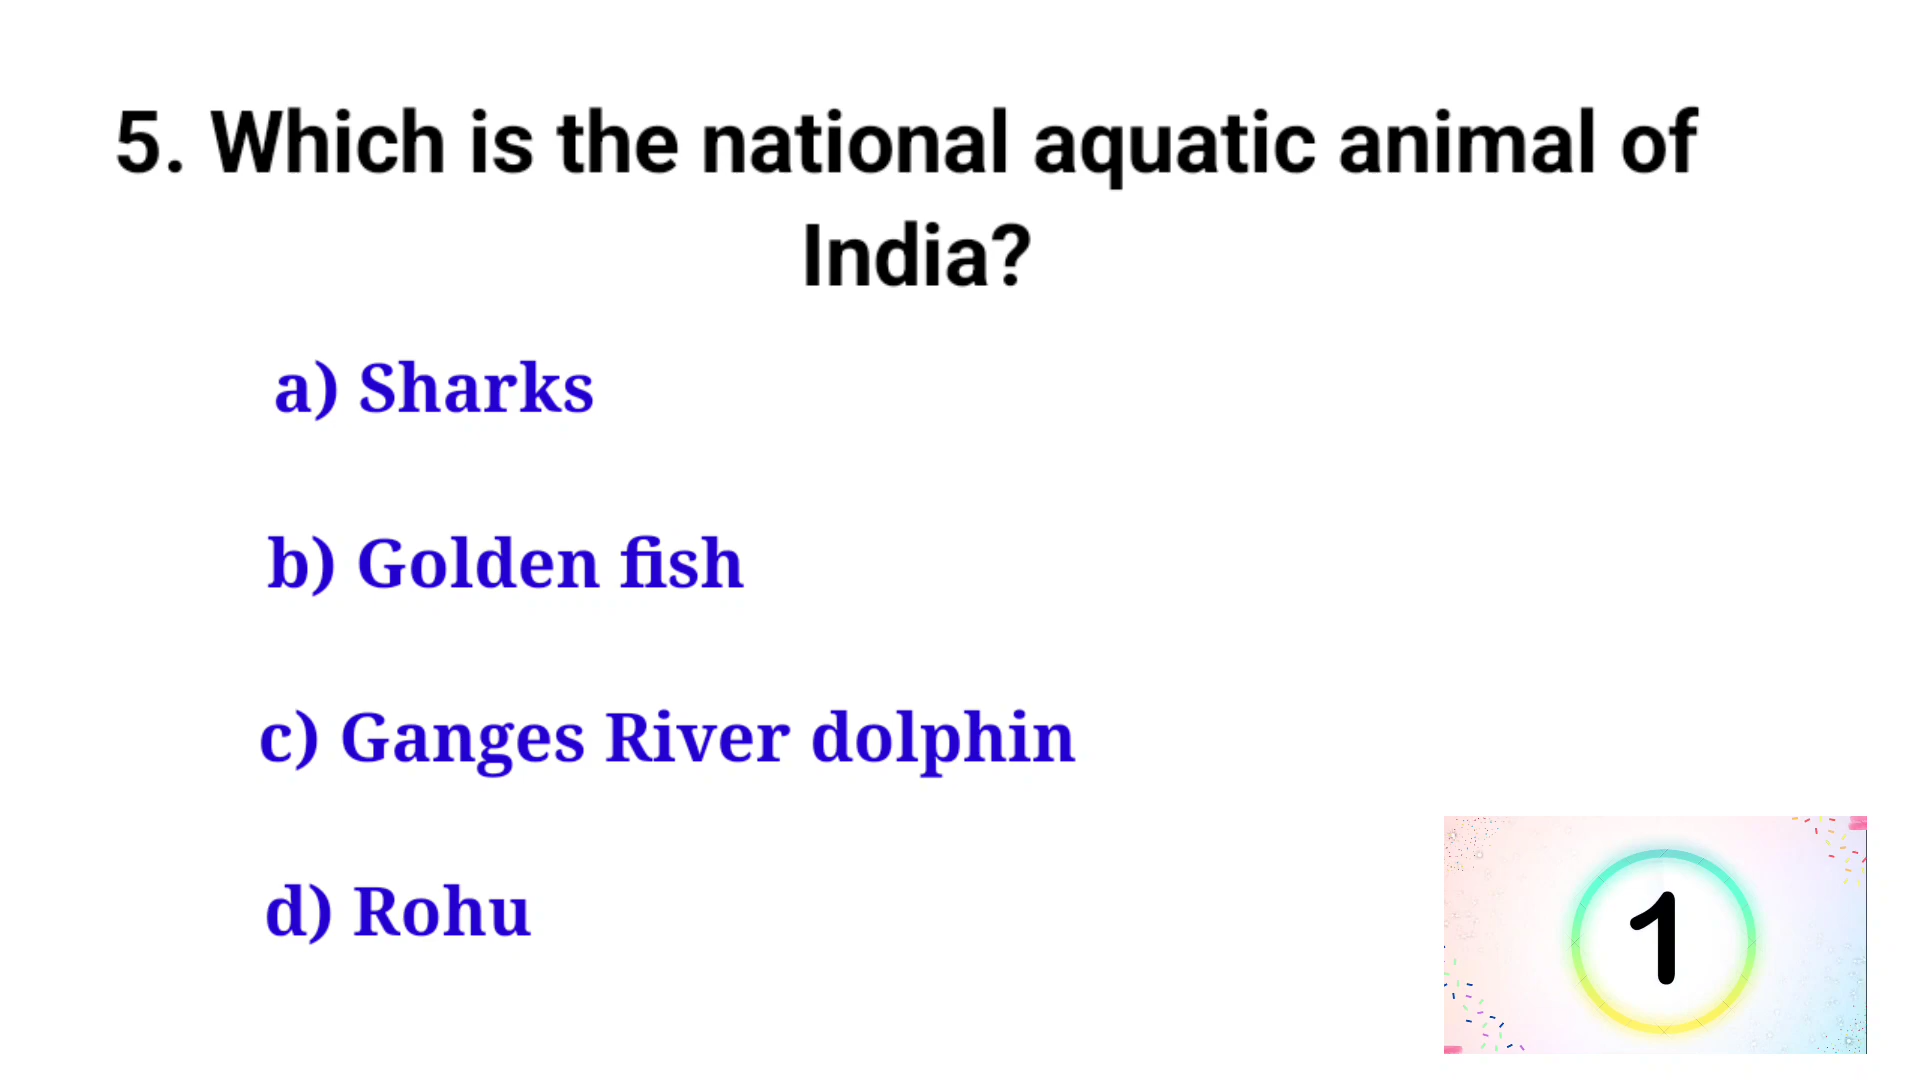 5. Which is the national aquatic animal of
India?
a) Sharks
b) Golden fish
c) Ganges River dolphin
d) Rohu
1